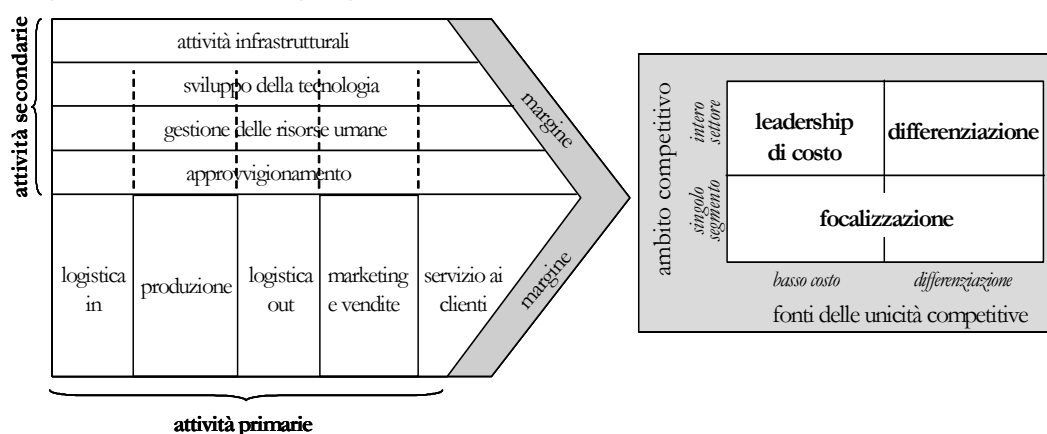 attività secondarie
attività infrastrutturali
sviluppo della tecnologia
gestione delle risorse umane
approvvigionamento
logistica
in
produzione
logistica
out
marketing
e vendite
servizio ai
clienti
margine
margine
attività primarie
ambito competitivo
intero
settore
singolo
segmento
leadership
di costo
differenziazione
focalizzazione
basso costo
differenziazione
fonti delle unicità competitive